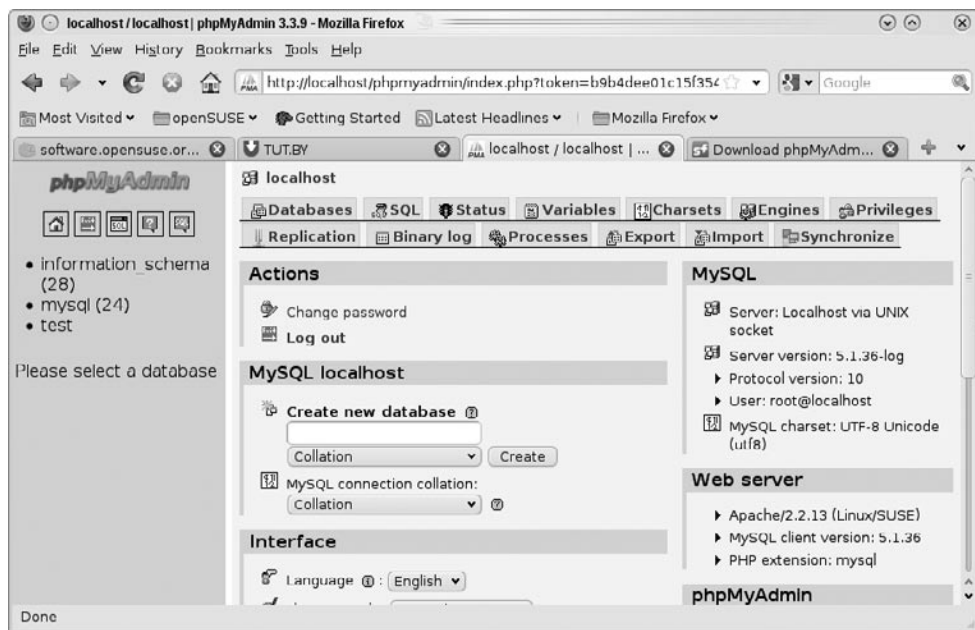 localhost / localhost | phpMyAdmin 3.3.9 - Mozilla Firefox
File Edit View History Bookmarks Tools Help
http://localhost/phpmyadmin/index.php?token=b9b4dee01c15f354 Google
Most Visited openSUSE Getting Started Latest Headlines Mozilla Firefox
software.opensuse.or... TUT.BY localhost / localhost | ... Download phpMyAdm...
phpMyAdmin
SQL
information_schema (28)
mysql (24)
test
Please select a database
localhost
Databases SQL Status Variables Charsets Engines Privileges
Replication Binary log Processes Export Import Synchronize
Actions
Change password
Log out
MySQL localhost
Create new database
Collation Create
MySQL connection collation:
Collation
Interface
Language : English
MySQL
Server: Localhost via UNIX
socket
Server version: 5.1.36-log
Protocol version: 10
User: root@localhost
MySQL charset: UTF-8 Unicode
(utf8)
Web server
Apache/2.2.13 (Linux/SUSE)
MySQL client version: 5.1.36
PHP extension: mysql
phpMyAdmin
Done